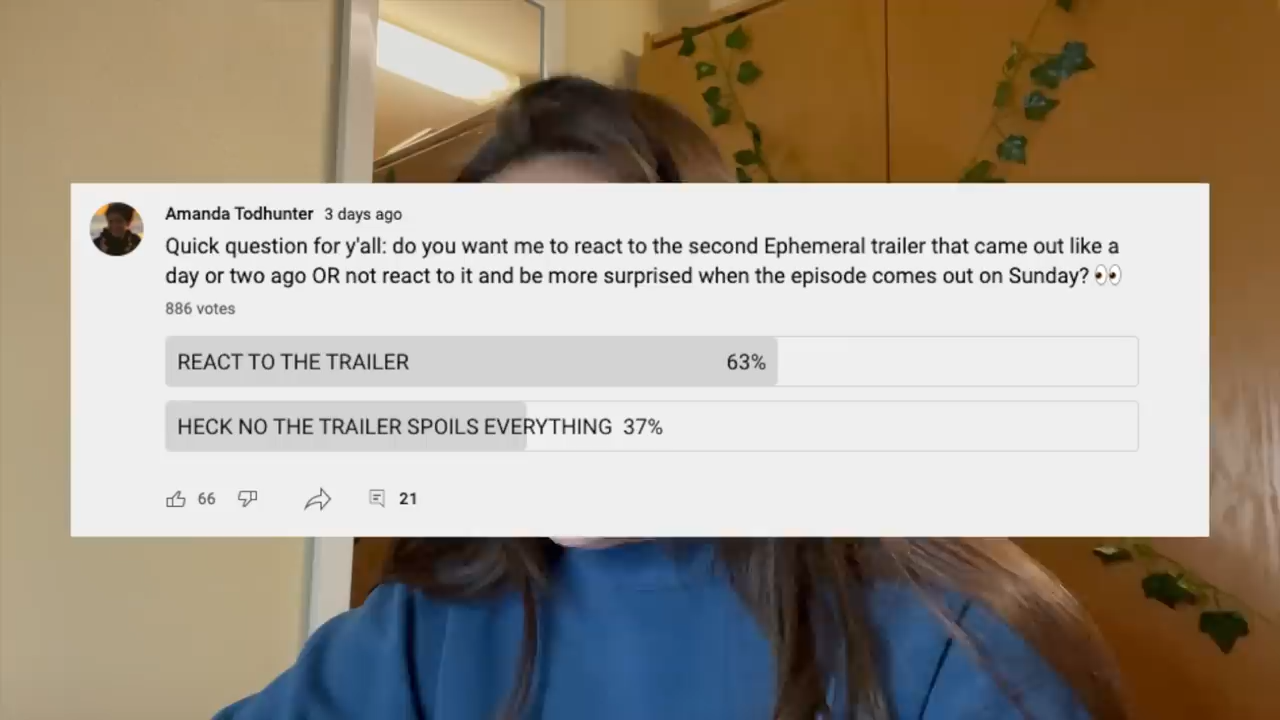 Amanda Todhunter 3 days ago
Quick question for y'all: do you want me to react to the second Ephemeral trailer that came out like a
day or two ago OR not react to it and be more surprised when the episode comes out on Sunday? 👀
886 votes
REACT TO THE TRAILER 63%
HECK NO THE TRAILER SPOILS EVERYTHING 37%
66 21